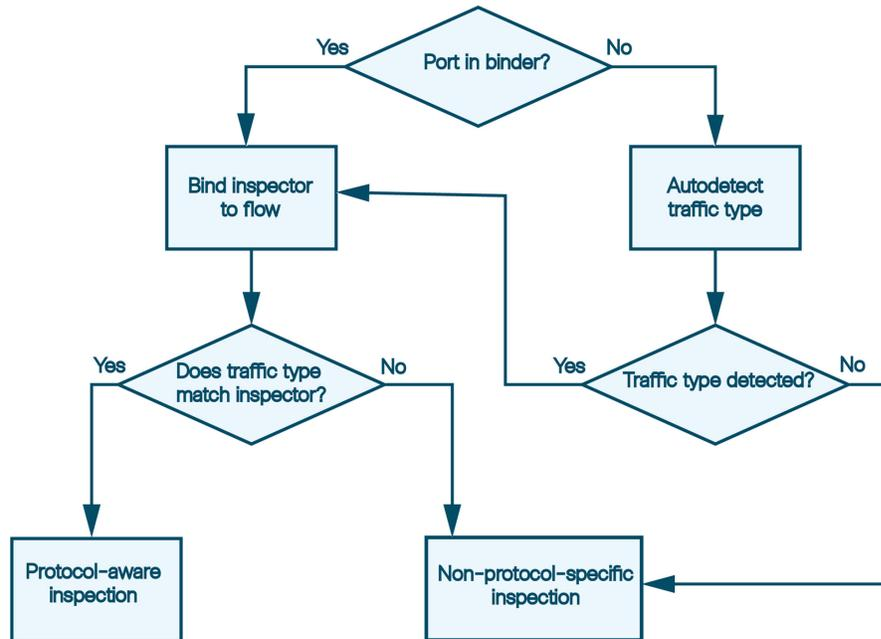 Yes
Port in binder?
No
Bind inspector
to flow
Autodetect
traffic type
Yes
Does traffic type
match inspector?
No
Yes
Traffic type detected?
No
Protocol-aware
inspection
Non-protocol-specific
inspection